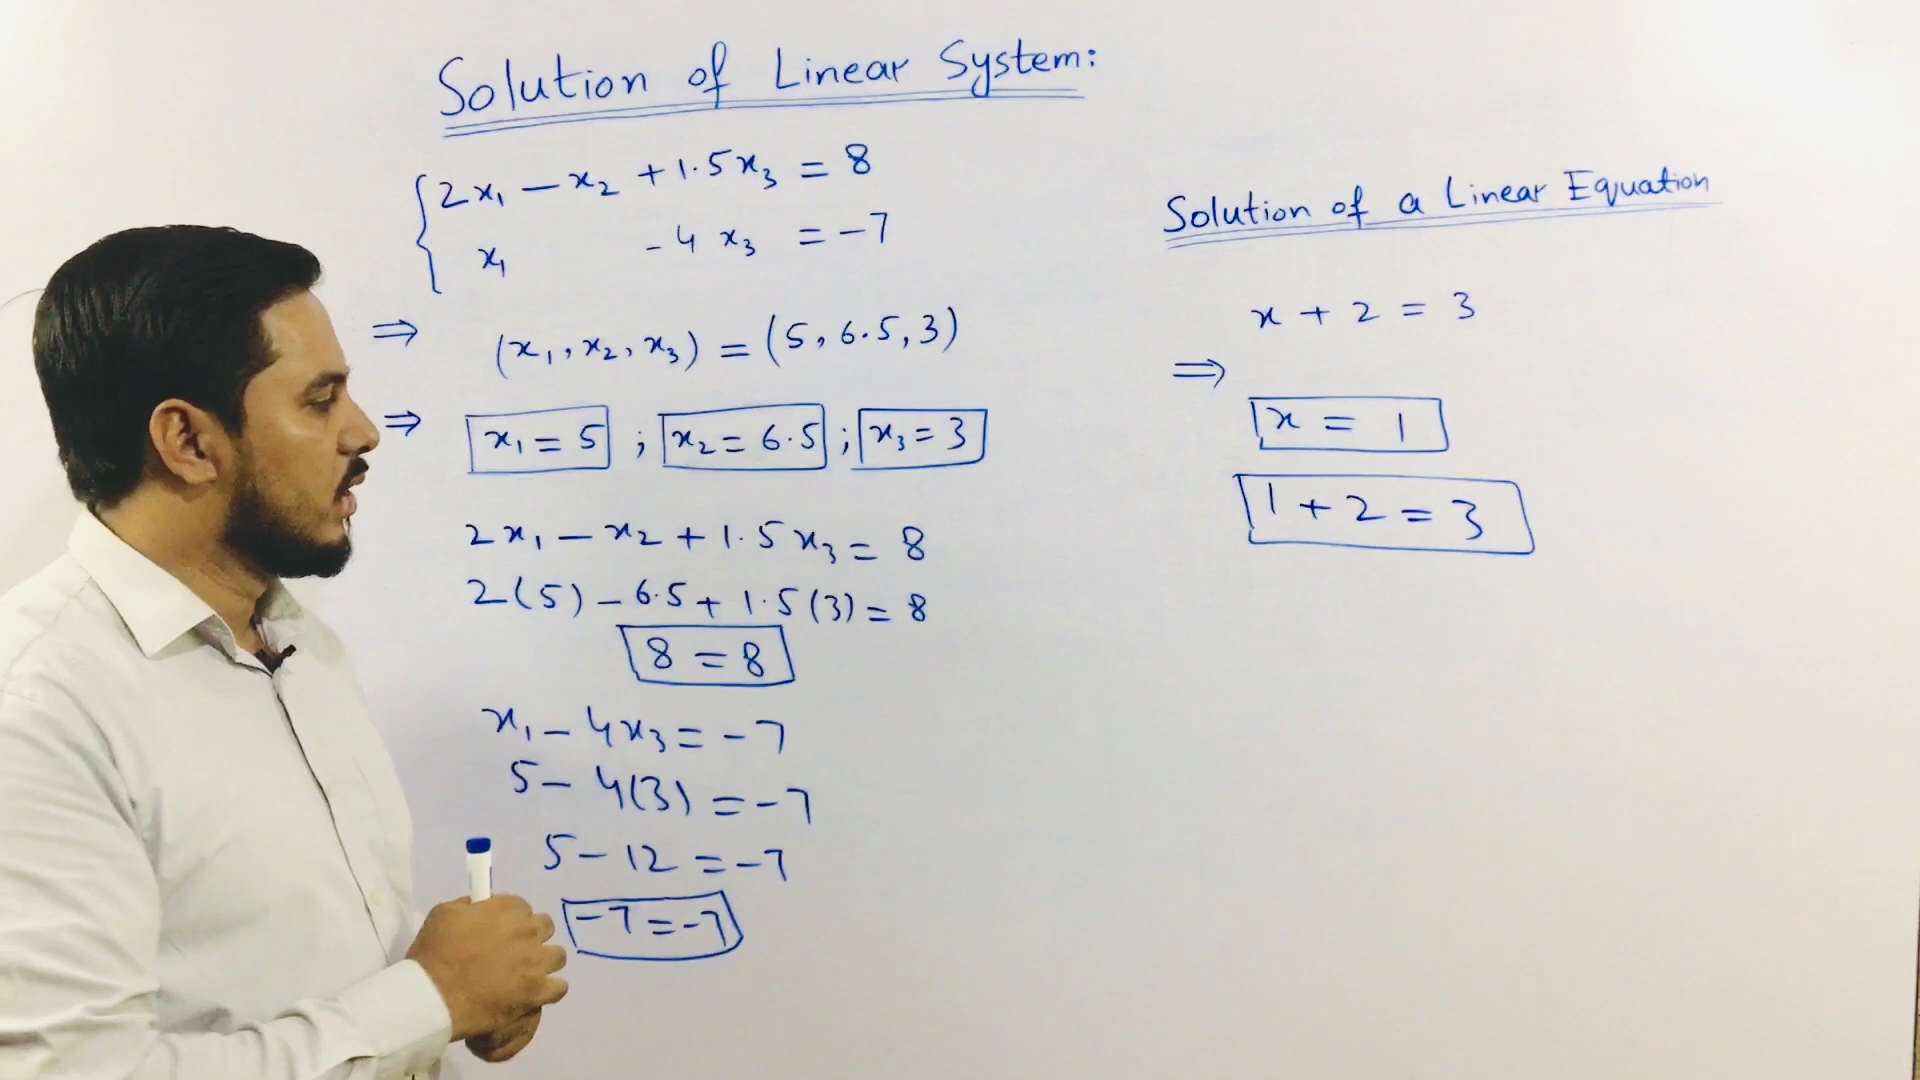 Solution of Linear System:
2x₁ - x₂ + 1.5x₃ = 8
x₁ - 4x₃ = -7
⇒ (x₁, x₂, x₃) = (5, 6.5, 3)
⇒ x₁ = 5 ; x₂ = 6.5 ; x₃ = 3
2x₁ - x₂ + 1.5x₃ = 8
2(5) - 6.5 + 1.5(3) = 8
8 = 8
x₁ - 4x₃ = -7
5 - 4(3) = -7
5 - 12 = -7
-7 = -7
Solution of a Linear Equation
x + 2 = 3
⇒
x = 1
1 + 2 = 3